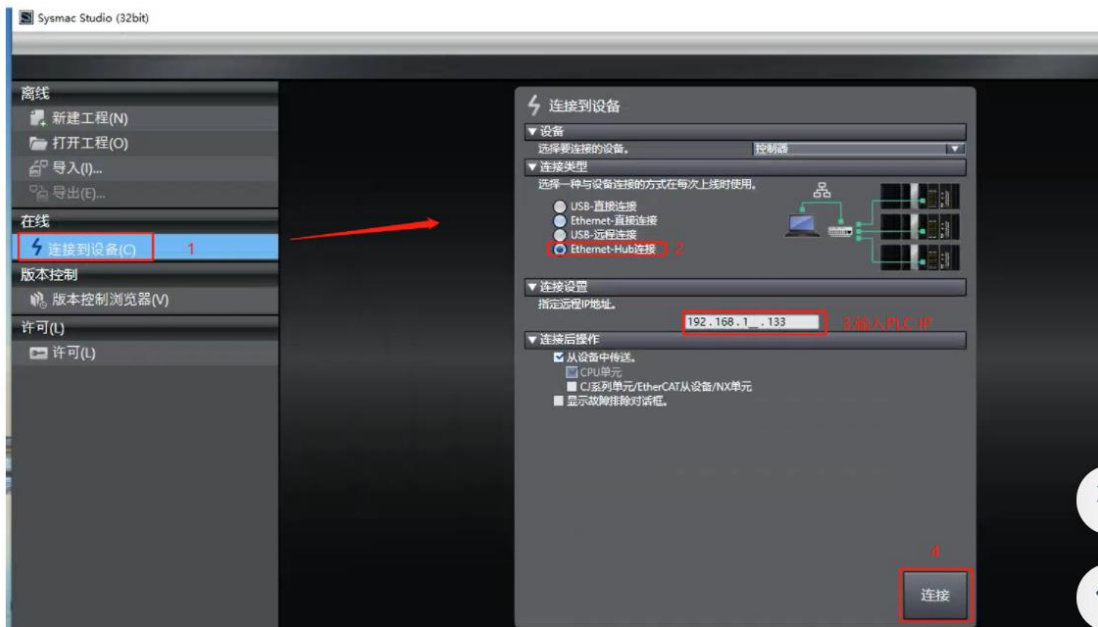 Sysmac Studio (32bit)
离线
新建工程(N)
打开工程(O)
导入(I)...
导出(E)...
在线
连接到设备(C) 1
版本控制
版本控制浏览器(V)
许可(L)
许可(L)
连接到设备
▼设备
选择要连接的设备。 控制器
▼连接类型
选择一种与设备连接的方式在每次上线时使用。
USB-直接连接
Ethernet-直接连接
USB-远程连接
Ethernet-Hub连接 2
▼连接设置
指定远程IP地址。
192.168.1_.133 3输入PLC IP
▼连接后操作
从设备中传送。
CPU单元
CJ系列单元/EtherCAT从设备/NX单元
显示故障排除对话框。
4
连接